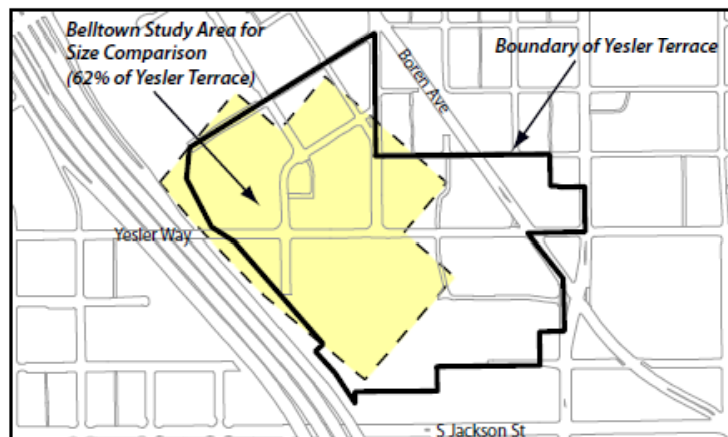 Belltown Study Area for
Size Comparison
(62% of Yesler Terrace)
Boundary of Yesler Terrace
Boren Ave
Yesler Way
S Jackson St